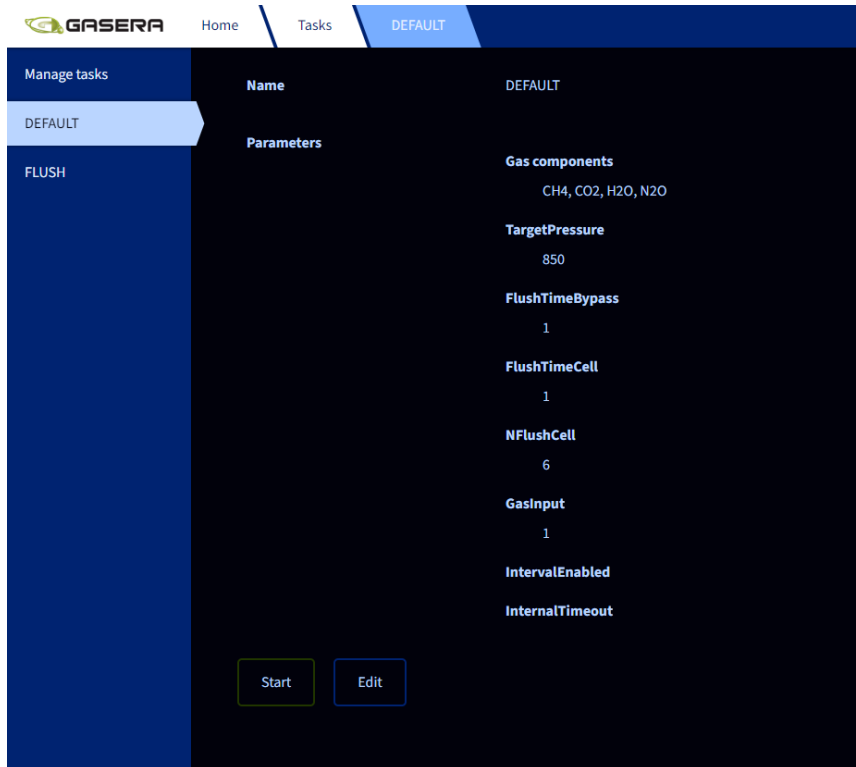 GASERA Home Tasks DEFAULT
Manage tasks
DEFAULT
FLUSH
Name DEFAULT
Parameters
Gas components
CH4, CO2, H2O, N2O
TargetPressure
850
FlushTimeBypass
1
FlushTimeCell
1
NFlushCell
6
GasInput
1
IntervalEnabled
InternalTimeout
Start Edit